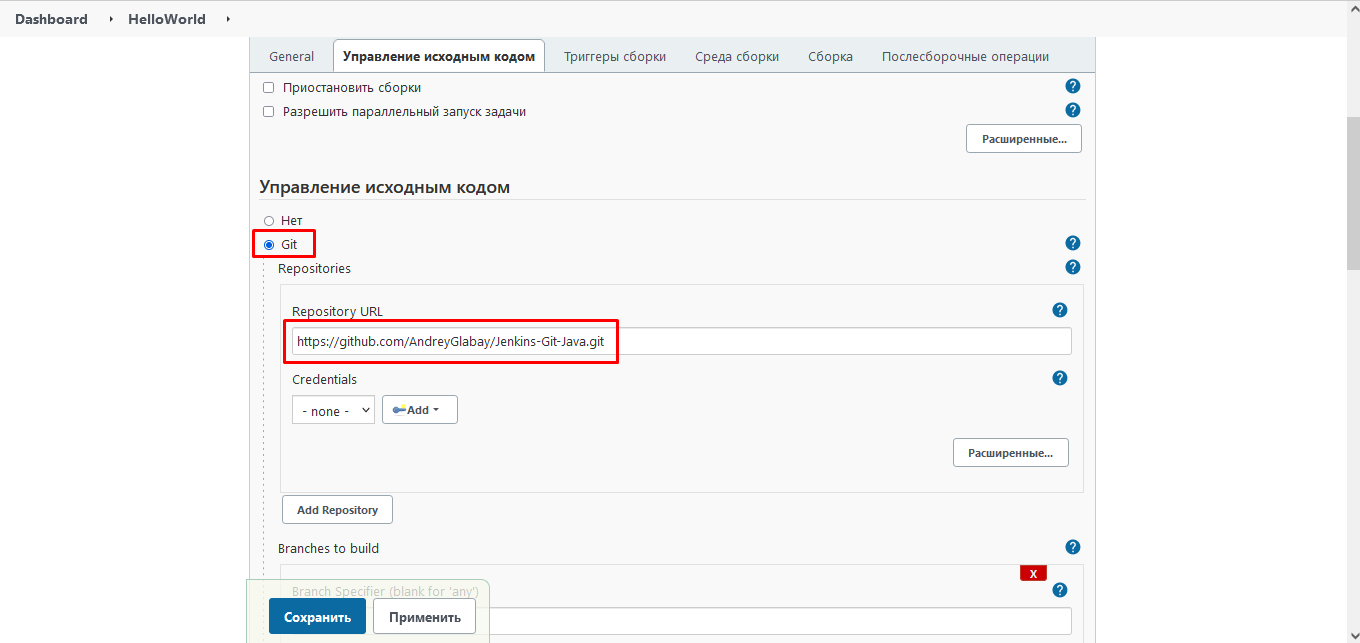 Dashboard HelloWorld
General Управление исходным кодом Триггеры сборки Среда сборки Сборка Послесборочные операции
Приостановить сборки ?
Разрешить параллельный запуск задачи ?
Расширенные...
Управление исходным кодом
Нет
Git ?
Repositories ?
Repository URL ?
https://github.com/AndreyGlabay/Jenkins-Git-Java.git
Credentials ?
- none - Add
Расширенные...
Add Repository
Branches to build ?
X
Branch Specifier (blank for 'any') ?
Сохранить Применить